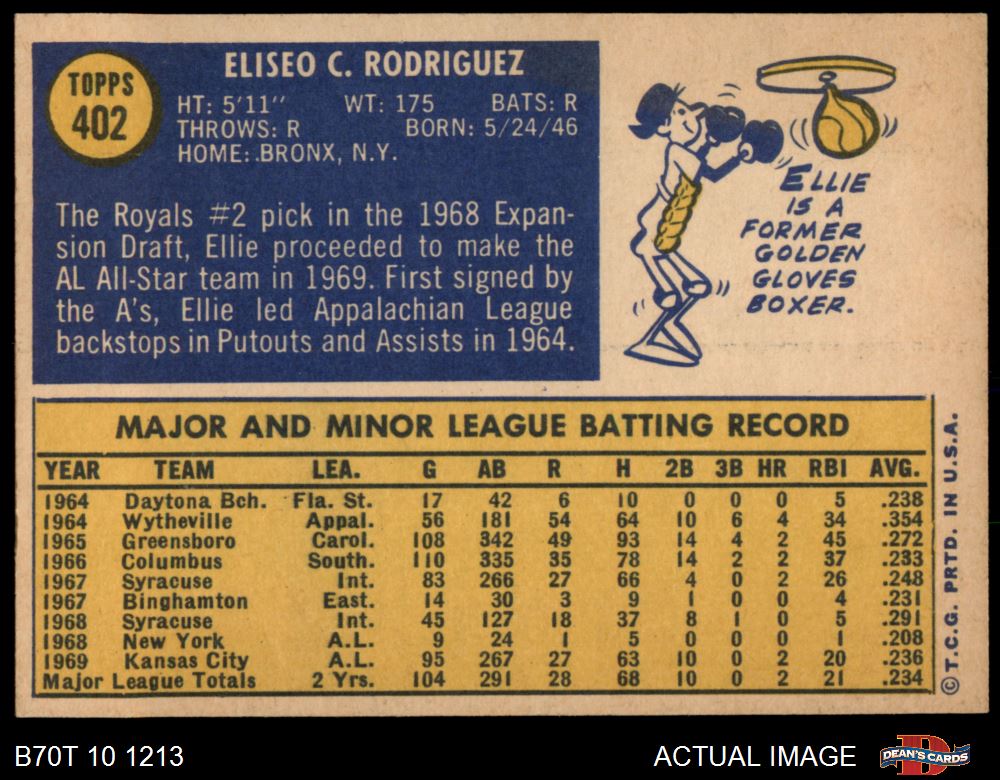 TOPPS
402
ELISEO C. RODRIGUEZ
HT: 5'11" WT: 175 BATS: R
THROWS: R BORN: 5/24/46
HOME: BRONX, N.Y.
The Royals #2 pick in the 1968 Expan-
sion Draft, Ellie proceeded to make the
AL All-Star team in 1969. First signed by
the A's, Ellie led Appalachian League
backstops in Putouts and Assists in 1964.
ELLIE
IS A
FORMER
GOLDEN
GLOVES
BOXER.
MAJOR AND MINOR LEAGUE BATTING RECORD
YEAR TEAM LEA. G AB R H 2B 3B HR RBI AVG.
1964 Daytona Bch. Fla. St. 17 42 6 10 0 0 0 5 .238
1964 Wytheville Appal. 56 181 54 64 10 6 4 34 .354
1965 Greensboro Carol. 108 342 49 93 14 4 2 45 .272
1966 Columbus South. 110 335 35 78 14 2 2 37 .233
1967 Syracuse Int. 83 266 27 66 4 0 2 26 .248
1967 Binghamton East. 14 30 3 9 1 0 0 4 .231
1968 Syracuse Int. 45 127 18 37 8 1 0 5 .291
1968 New York A.L. 9 24 1 5 0 0 0 1 .208
1969 Kansas City A.L. 95 267 27 63 10 0 2 20 .236
Major League Totals 2 Yrs. 104 291 28 68 10 0 2 21 .234
© T.C.G. PRTD. IN U.S.A.
B70T 10 1213
ACTUAL IMAGE
D
DEAN'S CARDS